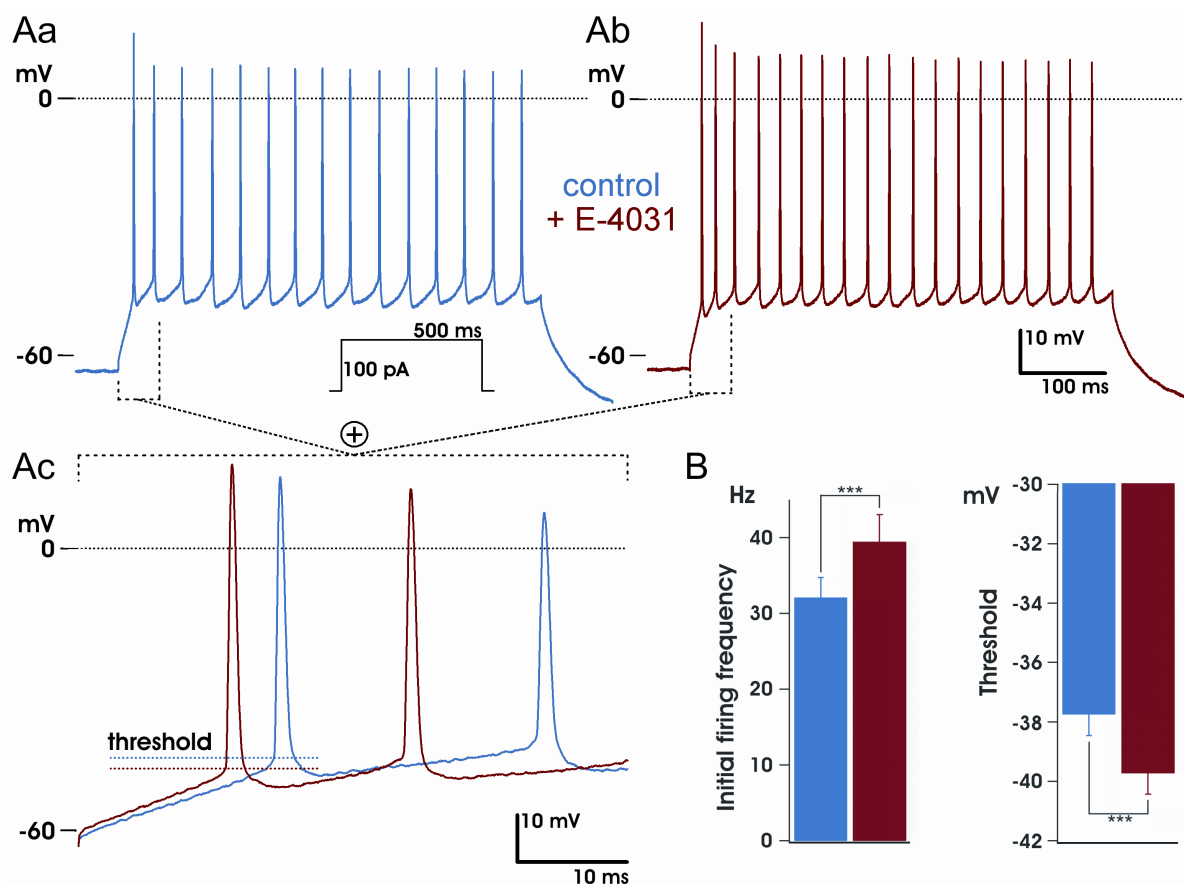 Aa
Ab
mV
mV
0
0
control
+ E-4031
500 ms
100 pA
-60
-60
10 mV
100 ms
+
Ac
B
mV
0
threshold
-60
10 mV
10 ms
Hz
***
40
30
20
10
0
Initial firing frequency
mV
-30
-32
-34
-36
-38
-40
-42
Threshold
***